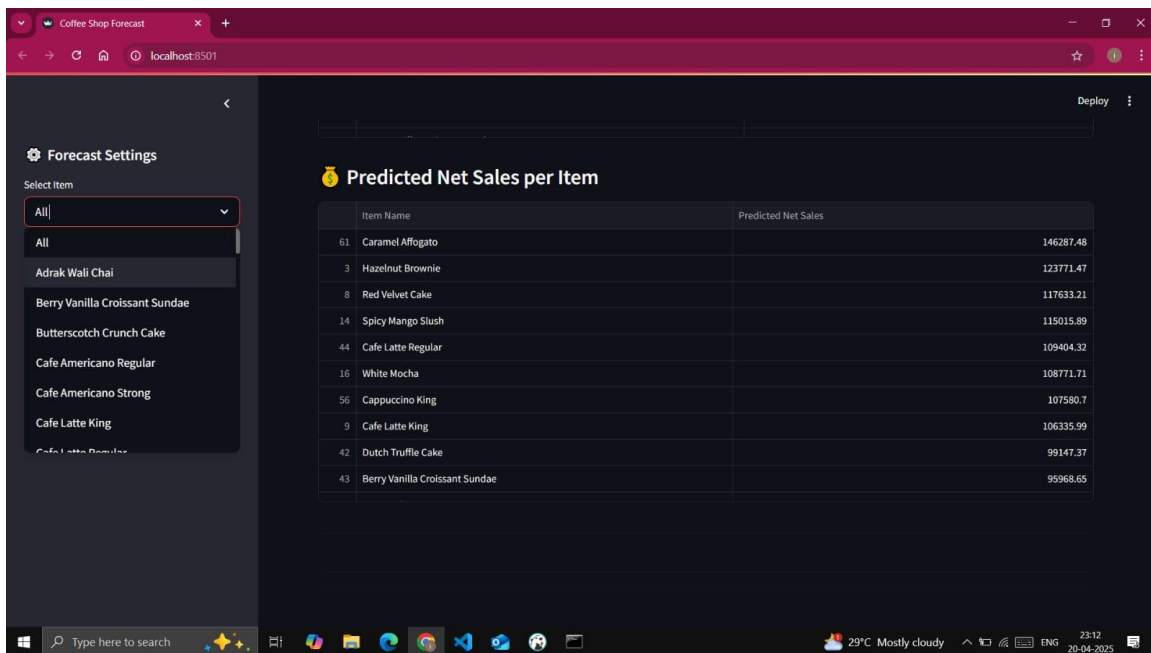 Coffee Shop Forecast
localhost:8501
Deploy
Forecast Settings
Select Item
All
All
Adrak Wali Chai
Berry Vanilla Croissant Sundae
Butterscotch Crunch Cake
Cafe Americano Regular
Cafe Americano Strong
Cafe Latte King
Cafe Latte Regular
Predicted Net Sales per Item
Item Name Predicted Net Sales
61 Caramel Affogato 146287.48
3 Hazelnut Brownie 123771.47
8 Red Velvet Cake 117633.21
14 Spicy Mango Slush 115015.89
44 Cafe Latte Regular 109404.32
16 White Mocha 108771.71
56 Cappuccino King 107580.7
9 Cafe Latte King 106335.99
42 Dutch Truffle Cake 99147.37
43 Berry Vanilla Croissant Sundae 95968.65
Type here to search
29°C Mostly cloudy
ENG
23:12
20-04-2025